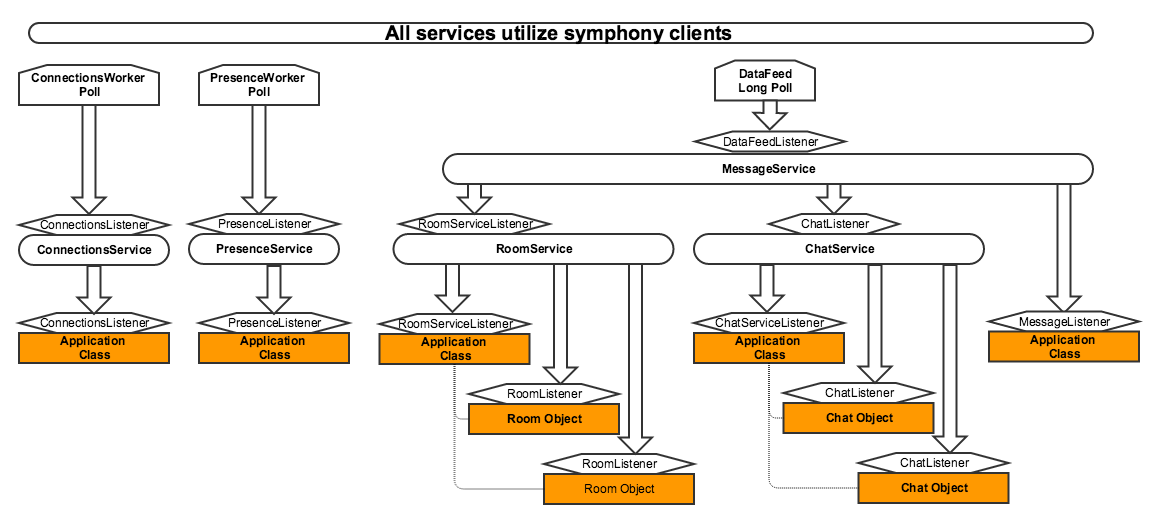 All services utilize symphony clients
ConnectionsWorker
Poll
PresenceWorker
Poll
DataFeed
Long Poll
DataFeedListener
MessageService
ConnectionsListener
ConnectionsService
PresenceListener
PresenceService
RoomServiceListener
RoomService
ChatListener
ChatService
ConnectionsListener
Application
Class
PresenceListener
Application
Class
RoomServiceListener
Application
Class
ChatServiceListener
Application
Class
MessageListener
Application
Class
RoomListener
Room Object
ChatListener
Chat Object
RoomListener
Room Object
ChatListener
Chat Object